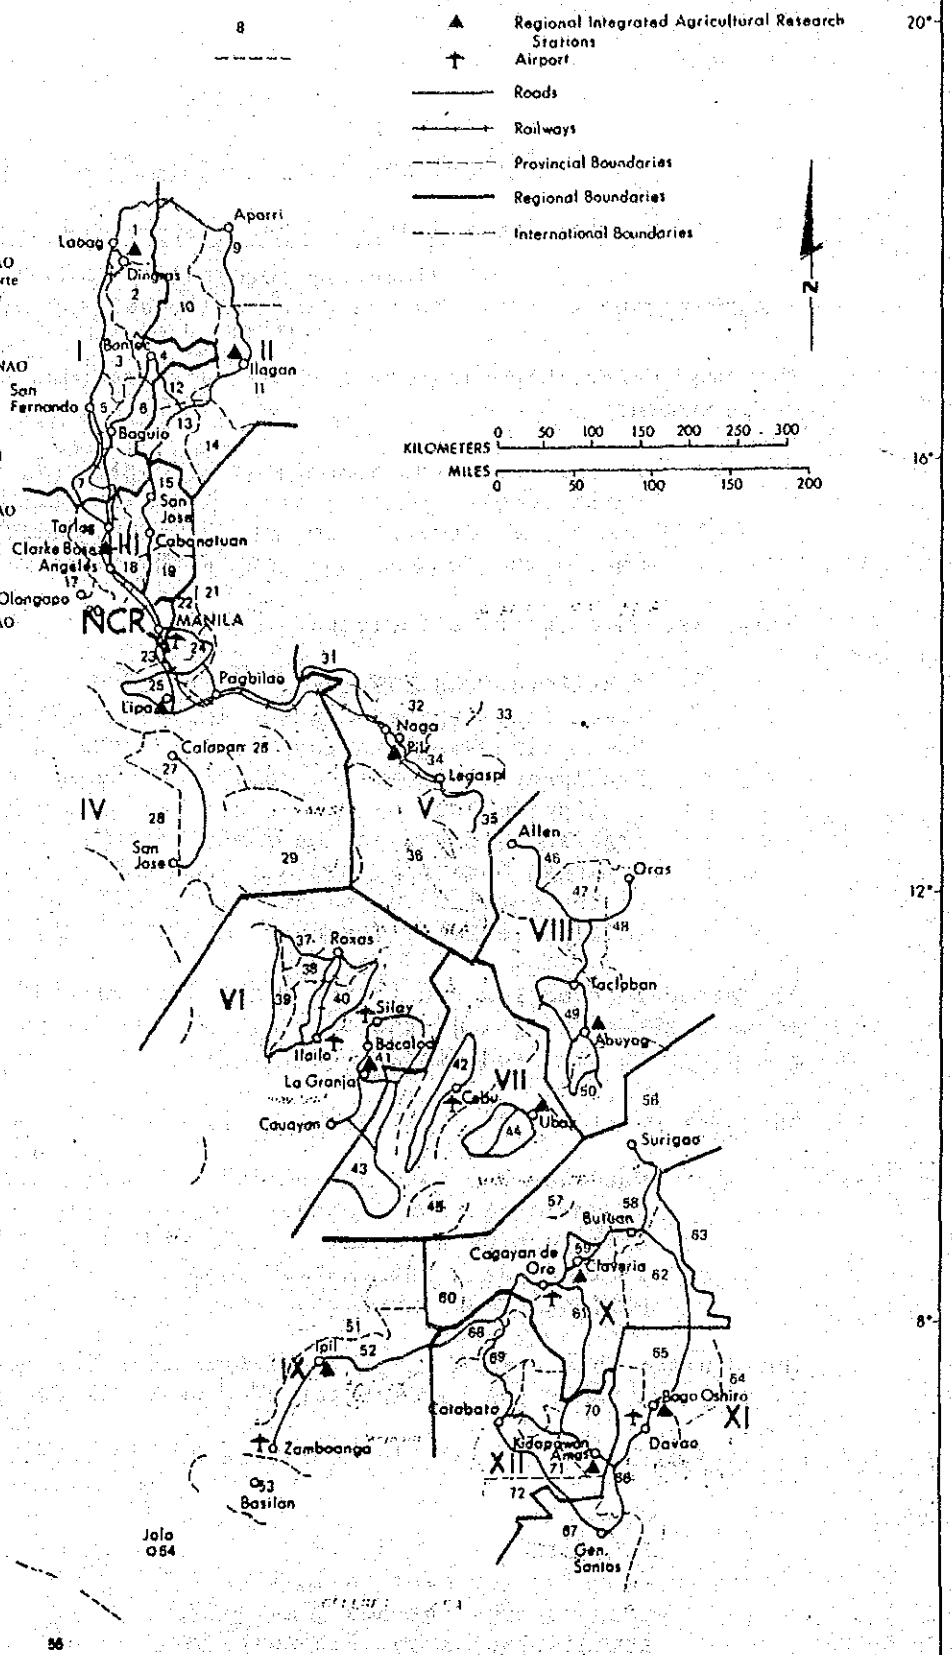 8
Regional Integrated Agricultural Research
Stations
Airport
Roads
Railways
Provincial Boundaries
Regional Boundaries
International Boundaries
20°
N
KILOMETERS 0 50 100 150 200 250 300
MILES 0 50 100 150 200
16°
12°
8°
Aparri
Laoag
1
9
Dingras
2
10
I
Bontoc
3
4
II
Ilagan
11
San
Fernando
5
6
12
13
Baguio
14
7
15
San
Jose
Tarlac
Clarke Base
III
Cabanatuan
Angeles
18
19
17
Olongapo
21
22
NCR
MANILA
23
24
25
Lipa
Pagbilao
31
32
33
Naga
Pili
34
Legaspi
Calapan
26
27
IV
28
V
35
San
Jose
29
36
Allen
46
Oras
47
48
VIII
37
Roxas
38
VI
39
40
Silay
Tacloban
49
Iloilo
Bacalod
41
Abuyog
La Granja
42
VII
50
Cebu
56
Cauayan
44
Ubay
Surigao
43
45
57
58
Butuan
63
Cagayan de
Oro
59
Claveria
62
60
61
X
51
Ipil
52
68
IX
69
65
64
Cotabato
70
Bago Oshiro
XI
Kidapawan
Amas
Davao
Zamboanga
XII
71
66
53
Basilan
72
67
Gen.
Santos
Jolo
54
55